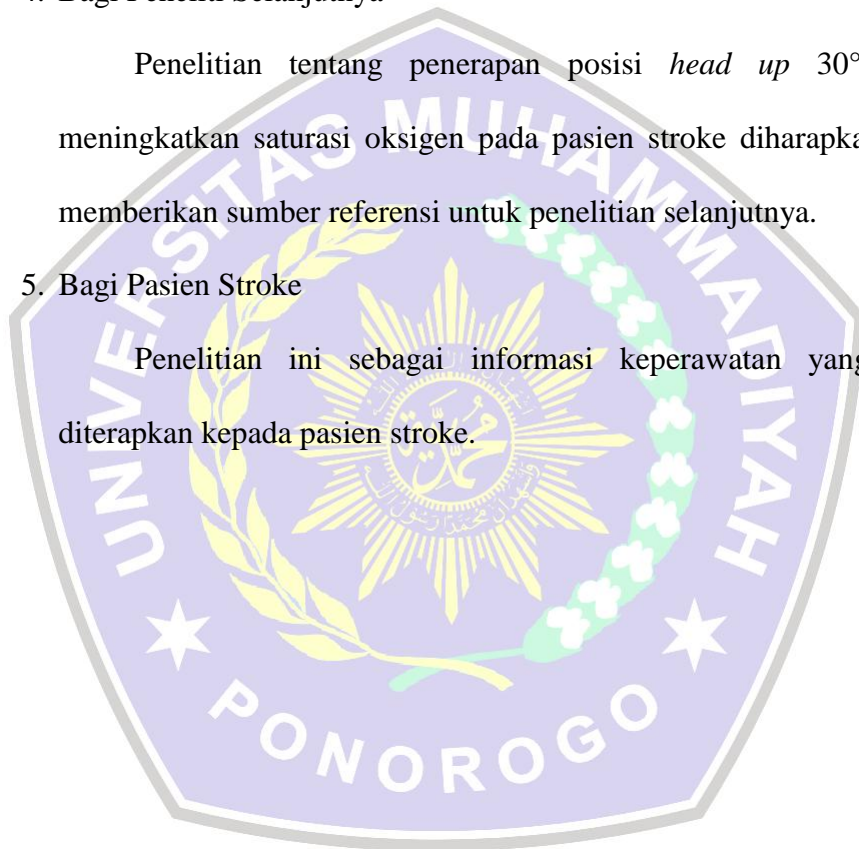 Penelitian tentang penerapan posisi head up 30°
meningkatkan saturasi oksigen pada pasien stroke diharapka
memberikan sumber referensi untuk penelitian selanjutnya.
5. Bagi Pasien Stroke
Penelitian ini sebagai informasi keperawatan yang
diterapkan kepada pasien stroke.
UNIVERSITAS MUHAMMADIYAH
PONOROGO